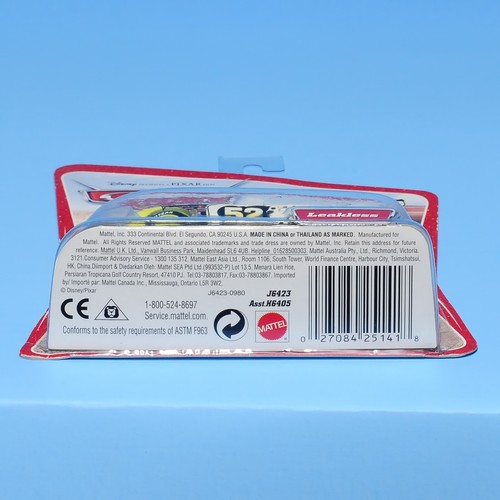 Disney PIXAR
52
Leakless
Mattel, Inc. 333 Continental Blvd. El Segundo, CA 90245 U.S.A. MADE IN CHINA or THAILAND AS MARKED. Manufactured for
Mattel. All Rights Reserved MATTEL and associated trademarks and trade dress are owned by Mattel, Inc. Retain this address for future
reference: Mattel U.K. Ltd., Vanwall Business Park, Maidenhead SL6 4UB. Helpline: 01628500303. Mattel Australia Pty., Ltd., Richmond, Victoria.
3121.Consumer Advisory Service - 1300 135 312. Mattel East Asia Ltd., Room 1106, South Tower, World Finance Centre, Harbour City, Tsimshatsui,
HK, China.Diimport & Diedarkan Oleh: Mattel SEA Ptd Ltd.(993532-P) Lot 13.5, Menara Lien Hoe,
Persiaran Tropicana Golf Country Resort, 47410 PJ. Tel:03-78803817, Fax:03-78803867. Imported
by/ Importé par: Mattel Canada Inc., Mississauga, Ontario L5R 3W2.
© Disney/Pixar
J6423-0980
J6423
Asst.H6405
CE
1-800-524-8697
Service.mattel.com.
Conforms to the safety requirements of ASTM F963
MATTEL
0 27084 25141 8